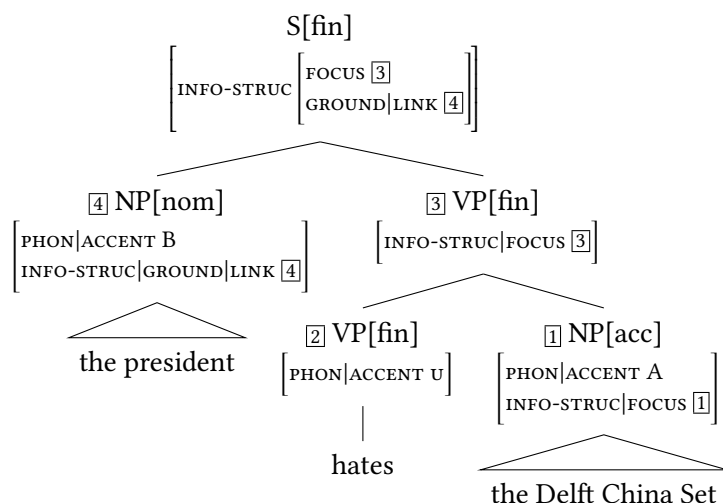 S[fin]
INFO-STRUC [FOCUS 3
GROUND|LINK 4]
4 NP[nom] 3 VP[fin]
PHON|ACCENT B
INFO-STRUC|GROUND|LINK 4
INFO-STRUC|FOCUS 3
the president
2 VP[fin] 1 NP[acc]
PHON|ACCENT U
PHON|ACCENT A
INFO-STRUC|FOCUS 1
hates
the Delft China Set